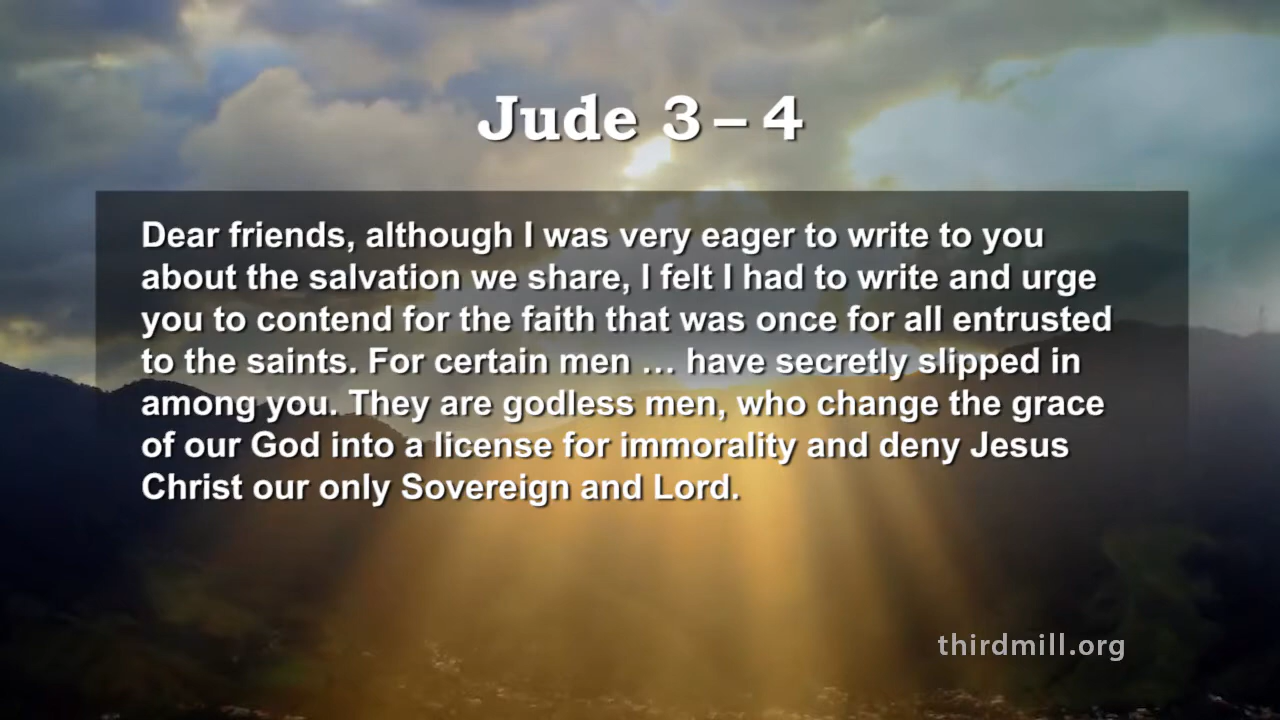 Jude 3 – 4
Dear friends, although I was very eager to write to you
about the salvation we share, I felt I had to write and urge
you to contend for the faith that was once for all entrusted
to the saints. For certain men … have secretly slipped in
among you. They are godless men, who change the grace
of our God into a license for immorality and deny Jesus
Christ our only Sovereign and Lord.
thirdmill.org